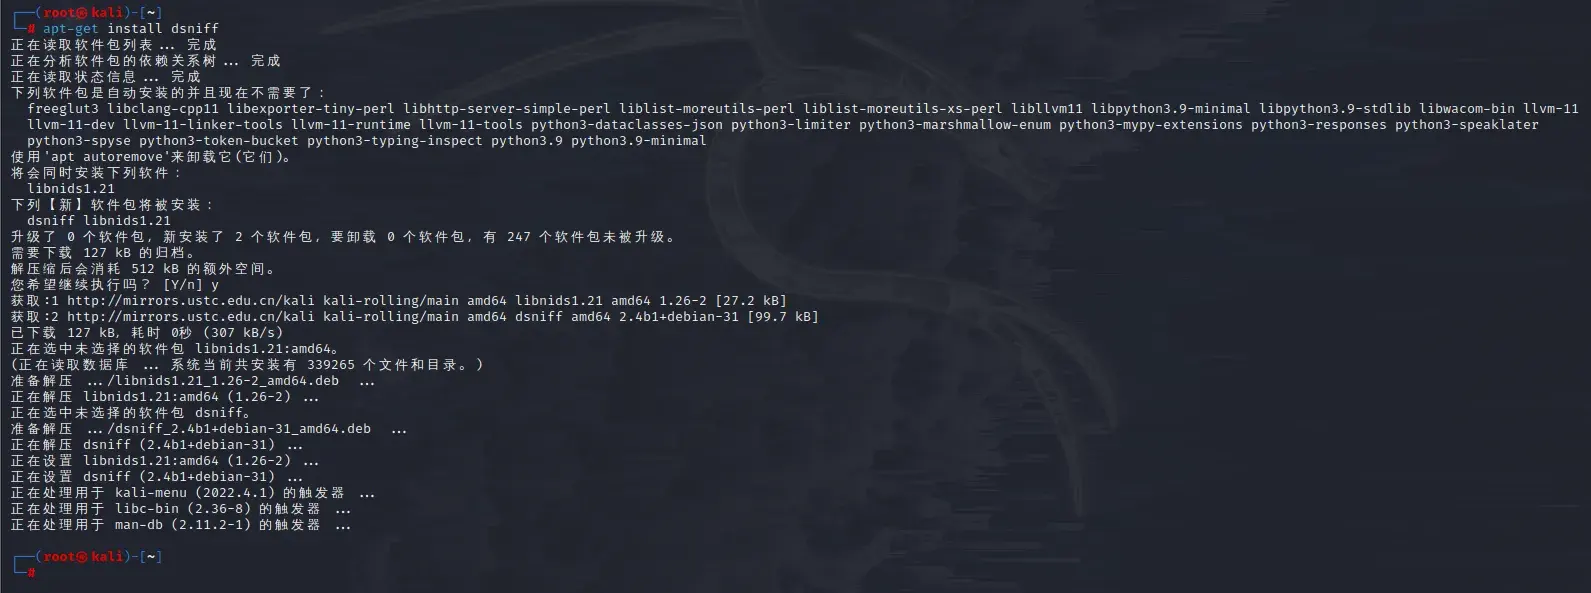 ┌──(root㉿kali)-[~]
└─# apt-get install dsniff
正在读取软件包列表... 完成
正在分析软件包的依赖关系树... 完成
正在读取状态信息... 完成
下列软件包是自动安装的并且现在不需要了：
  freeglut3 libclang-cpp11 libexporter-tiny-perl libhttp-server-simple-perl liblist-moreutils-perl liblist-moreutils-xs-perl libllvm11 libpython3.9-minimal libpython3.9-stdlib libwacom-bin llvm-11
  llvm-11-dev llvm-11-linker-tools llvm-11-runtime llvm-11-tools python3-dataclasses-json python3-limiter python3-marshmallow-enum python3-mypy-extensions python3-responses python3-speaklater
  python3-spyse python3-token-bucket python3-typing-inspect python3.9 python3.9-minimal
使用'apt autoremove'来卸载它(它们)。
将会同时安装下列软件：
  libnids1.21
下列【新】软件包将被安装：
  dsniff libnids1.21
升级了 0 个软件包，新安装了 2 个软件包，要卸载 0 个软件包，有 247 个软件包未被升级。
需要下载 127 kB 的归档。
解压缩后会消耗 512 kB 的额外空间。
您希望继续执行吗？ [Y/n] y
获取:1 http://mirrors.ustc.edu.cn/kali kali-rolling/main amd64 libnids1.21 amd64 1.26-2 [27.2 kB]
获取:2 http://mirrors.ustc.edu.cn/kali kali-rolling/main amd64 dsniff amd64 2.4b1+debian-31 [99.7 kB]
已下载 127 kB，耗时 0秒 (307 kB/s)
正在选中未选择的软件包 libnids1.21:amd64。
(正在读取数据库 ... 系统当前共安装有 339265 个文件和目录。)
准备解压 .../libnids1.21_1.26-2_amd64.deb  ...
正在解压 libnids1.21:amd64 (1.26-2) ...
正在选中未选择的软件包 dsniff。
准备解压 .../dsniff_2.4b1+debian-31_amd64.deb  ...
正在解压 dsniff (2.4b1+debian-31) ...
正在设置 libnids1.21:amd64 (1.26-2) ...
正在设置 dsniff (2.4b1+debian-31) ...
正在处理用于 kali-menu (2022.4.1) 的触发器 ...
正在处理用于 libc-bin (2.36-8) 的触发器 ...
正在处理用于 man-db (2.11.2-1) 的触发器 ...
┌──(root㉿kali)-[~]
└─#